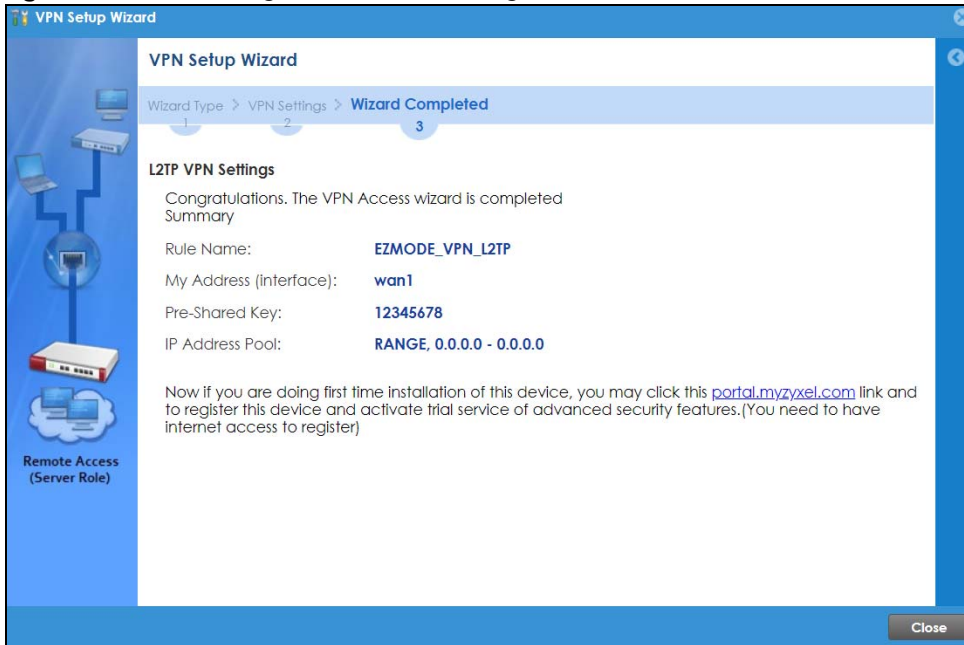 VPN Setup Wizard
VPN Setup Wizard
Wizard Type > VPN Settings > Wizard Completed
1 2 3
L2TP VPN Settings
Congratulations. The VPN Access wizard is completed
Summary
Rule Name: EZMODE_VPN_L2TP
My Address (interface): wan1
Pre-Shared Key: 12345678
IP Address Pool: RANGE, 0.0.0.0 - 0.0.0.0
Now if you are doing first time installation of this device, you may click this portal.myzyxel.com link and
to register this device and activate trial service of advanced security features.(You need to have
internet access to register)
Remote Access
(Server Role)
Close